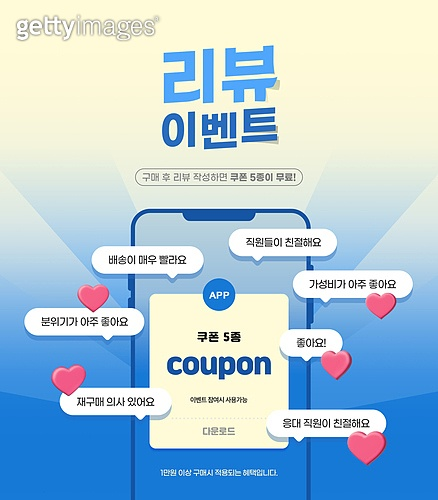 gettyimages®
리뷰
이벤트
구매 후 리뷰 작성하면 쿠폰 5종이 무료!
직원들이 친절해요
배송이 매우 빨라요
가성비가 아주 좋아요
APP
분위기가 아주 좋아요
쿠폰 5종
coupon
좋아요!
이벤트 참여시 사용가능
재구매 의사 있어요
응대 직원이 친절해요
다운로드
1만원 이상 구매시 적용되는 혜택입니다.